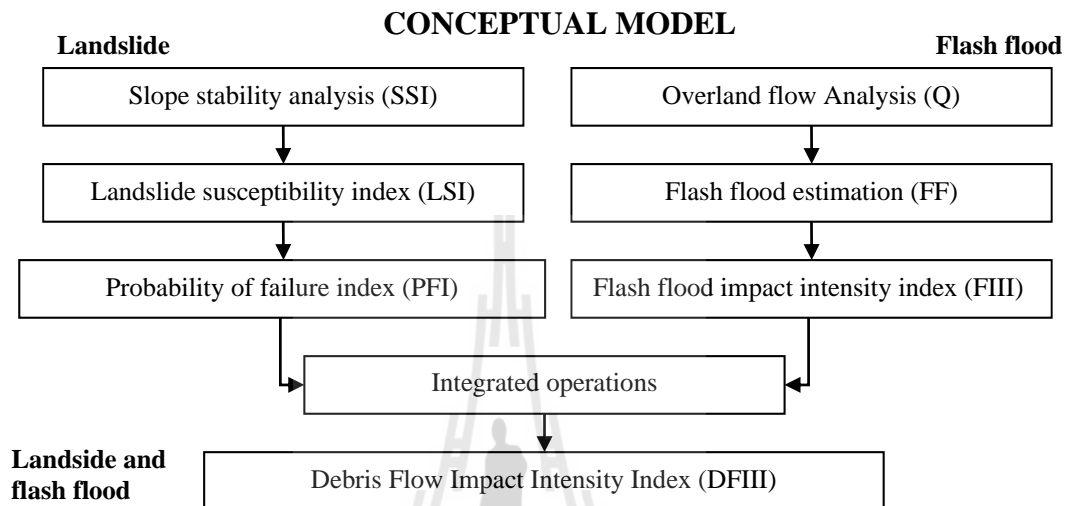 CONCEPTUAL MODEL
Landslide
Flash flood
Slope stability analysis (SSI)
Overland flow Analysis (Q)
Landslide susceptibility index (LSI)
Flash flood estimation (FF)
Probability of failure index (PFI)
Flash flood impact intensity index (FIII)
Integrated operations
Landside and
flash flood
Debris Flow Impact Intensity Index (DFIII)